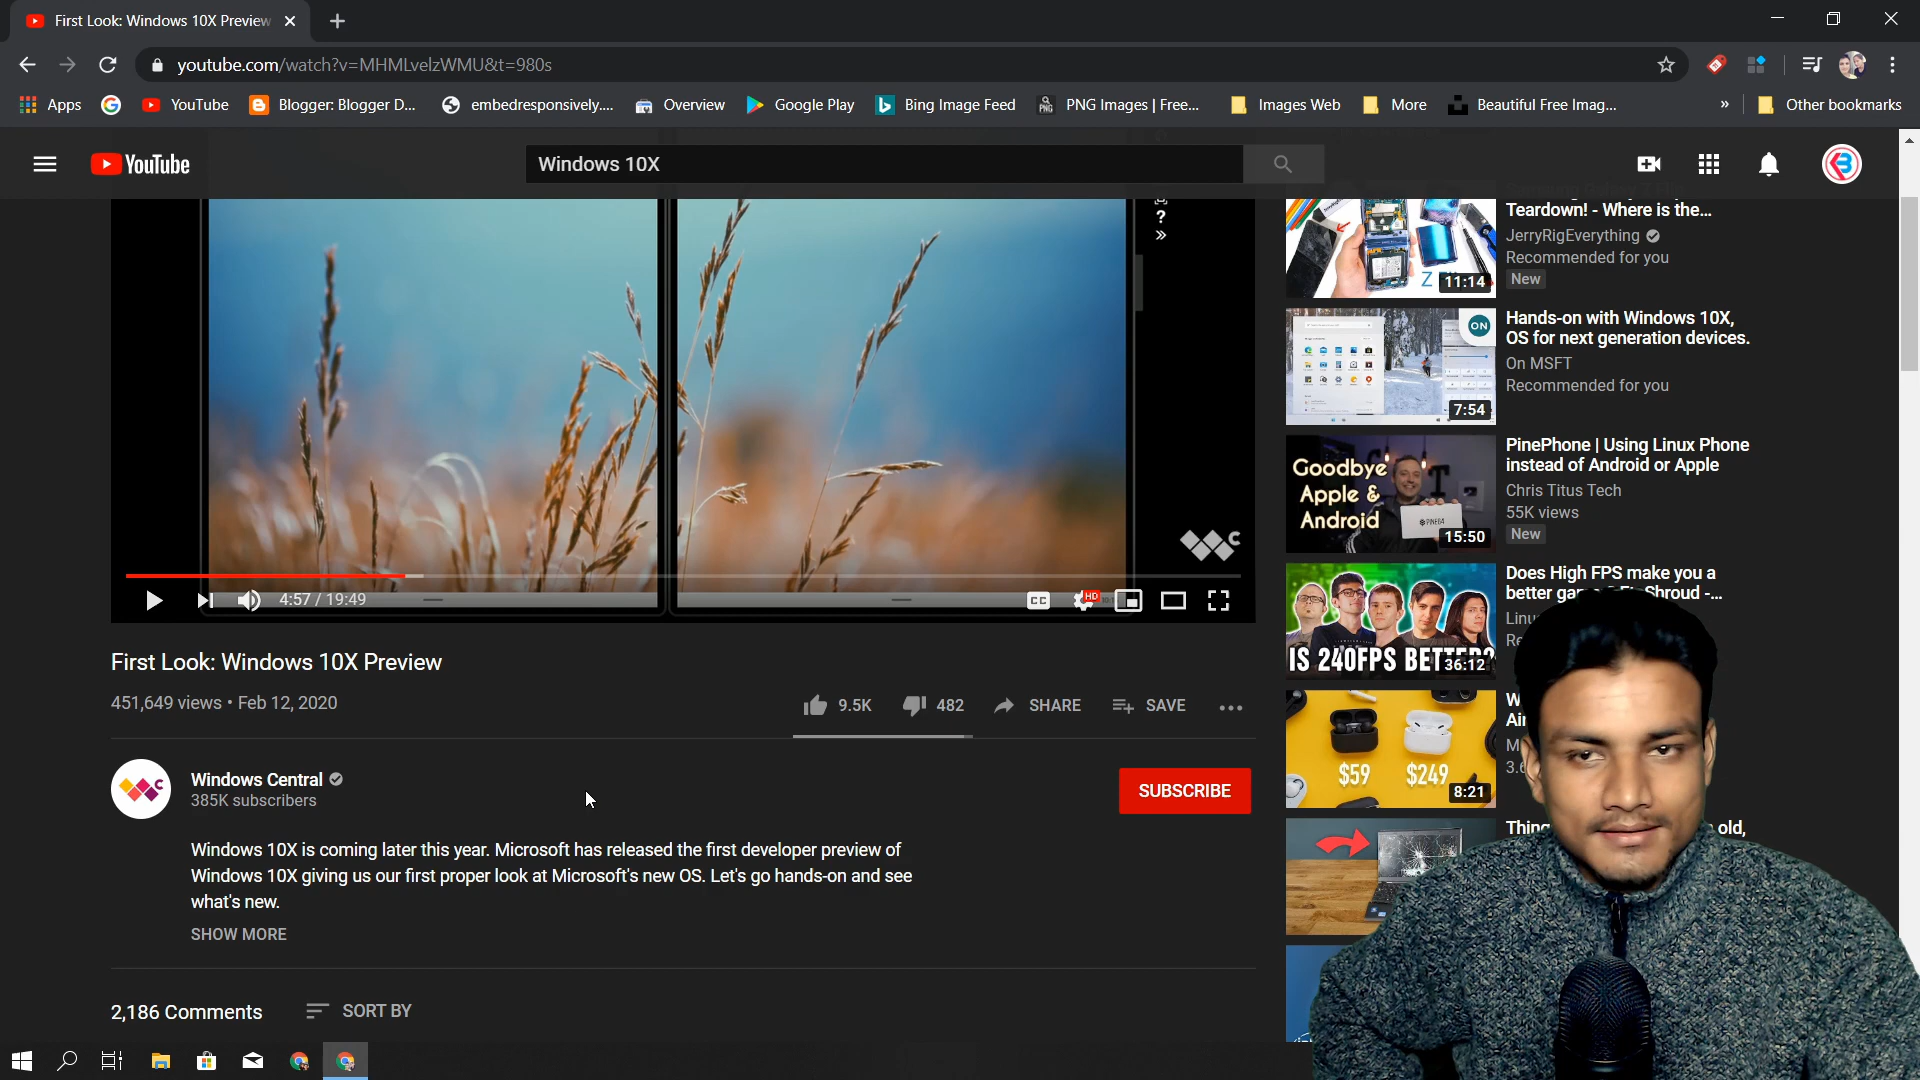 First Look: Windows 10X Preview
youtube.com/watch?v=MHMLvelzWMU&t=980s
Apps
YouTube
Blogger: Blogger D...
embedresponsively....
Overview
Google Play
Bing Image Feed
PNG Images | Free...
Images Web
More
Beautiful Free Imag...
»
Other bookmarks
YouTube
Windows 10X
?
»
4:57 / 19:49
CC
HD
First Look: Windows 10X Preview
451,649 views • Feb 12, 2020
9.5K
482
SHARE
SAVE
Windows Central
385K subscribers
SUBSCRIBE
Windows 10X is coming later this year. Microsoft has released the first developer preview of
Windows 10X giving us our first proper look at Microsoft's new OS. Let's go hands-on and see
what's new.
SHOW MORE
2,186 Comments
SORT BY
Teardown! - Where is the...
JerryRigEverything
Recommended for you
New
Z
11:14
Hands-on with Windows 10X,
OS for next generation devices.
On MSFT
Recommended for you
ON
7:54
PinePhone | Using Linux Phone
instead of Android or Apple
Chris Titus Tech
55K views
New
Goodbye
Apple &
Android
PINE64
15:50
Does High FPS make you a
better
Shroud -...
IS 240FPS BETTER?
36:12
$59
$249
8:21
old,